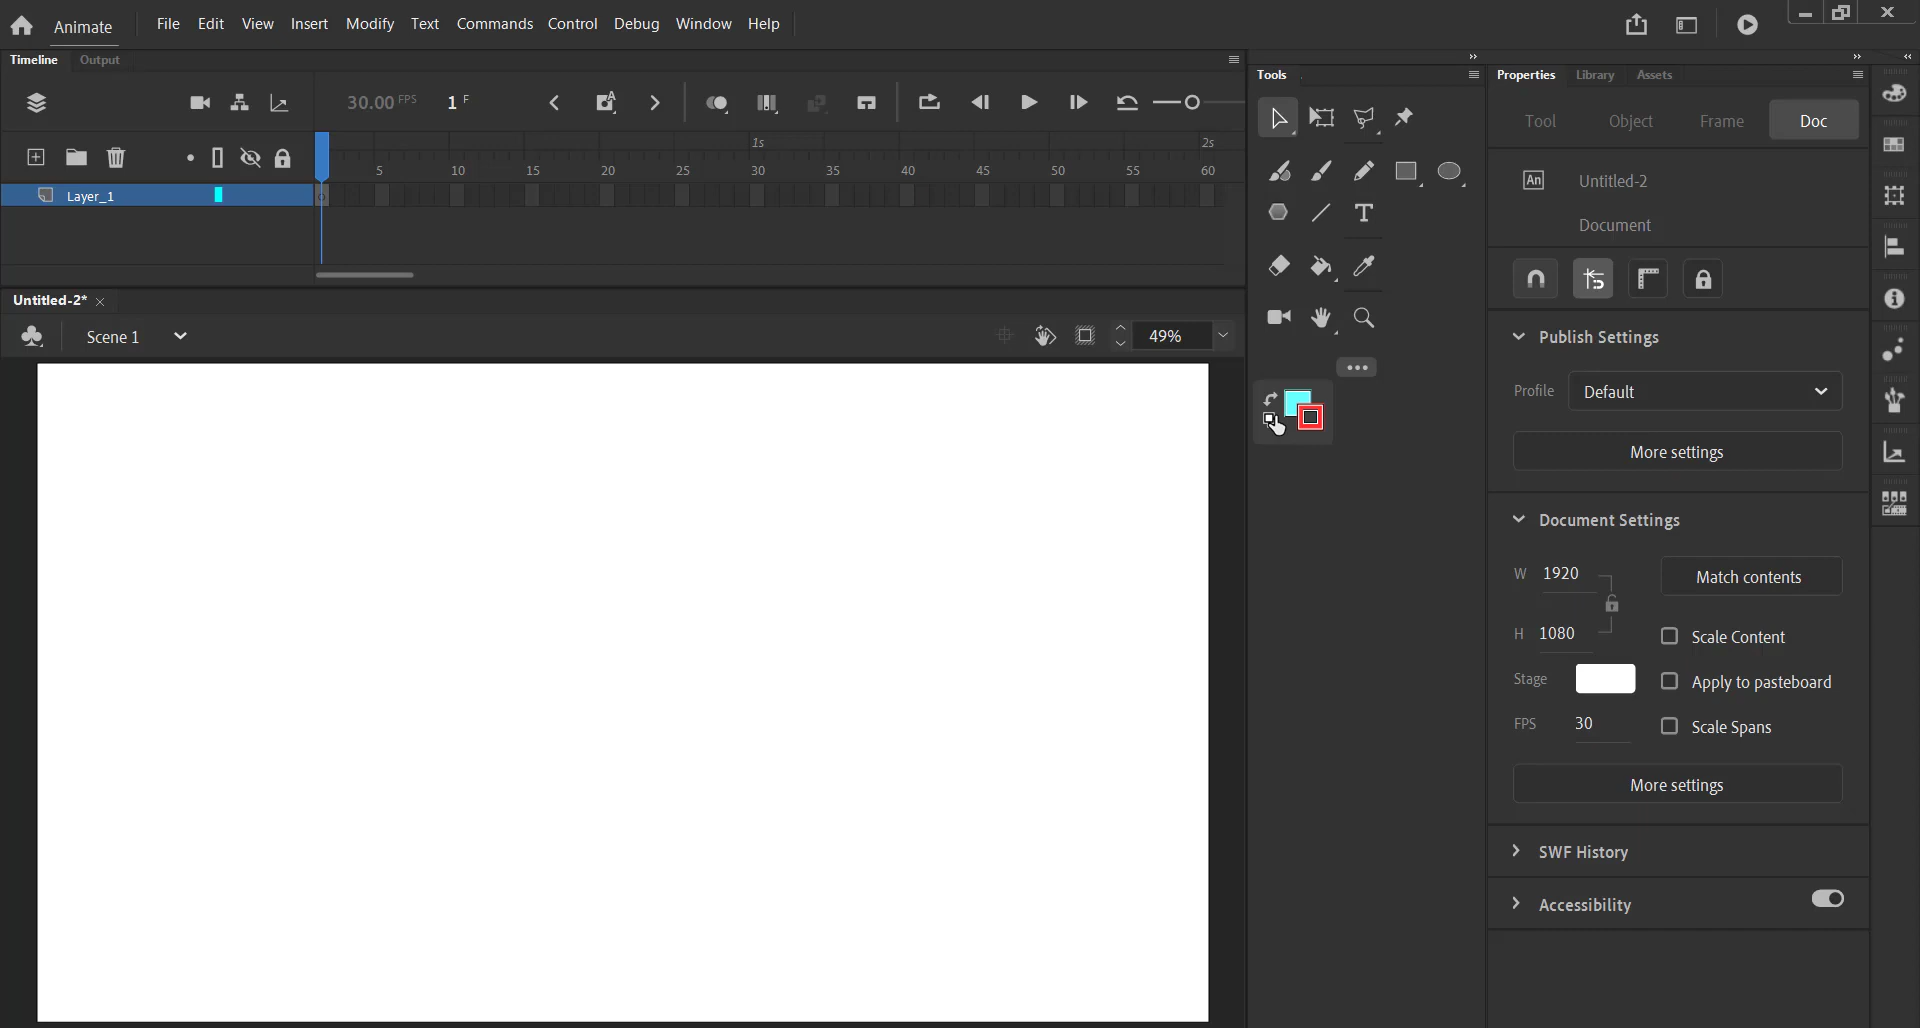 Animate File Edit View Insert Modify Text Commands Control Debug Window Help
Timeline Output
Tools
Properties Library Assets
30.00 FPS 1 F
Tool Object Frame Doc
1s 2s
5 10 15 20 25 30 35 40 45 50 55 60
Layer_1
An Untitled-2
Document
Untitled-2*
Scene 1
49%
Publish Settings
Profile Default
More settings
Document Settings
W 1920
Match contents
H 1080
Scale Content
Stage
Apply to pasteboard
FPS 30
Scale Spans
More settings
SWF History
Accessibility